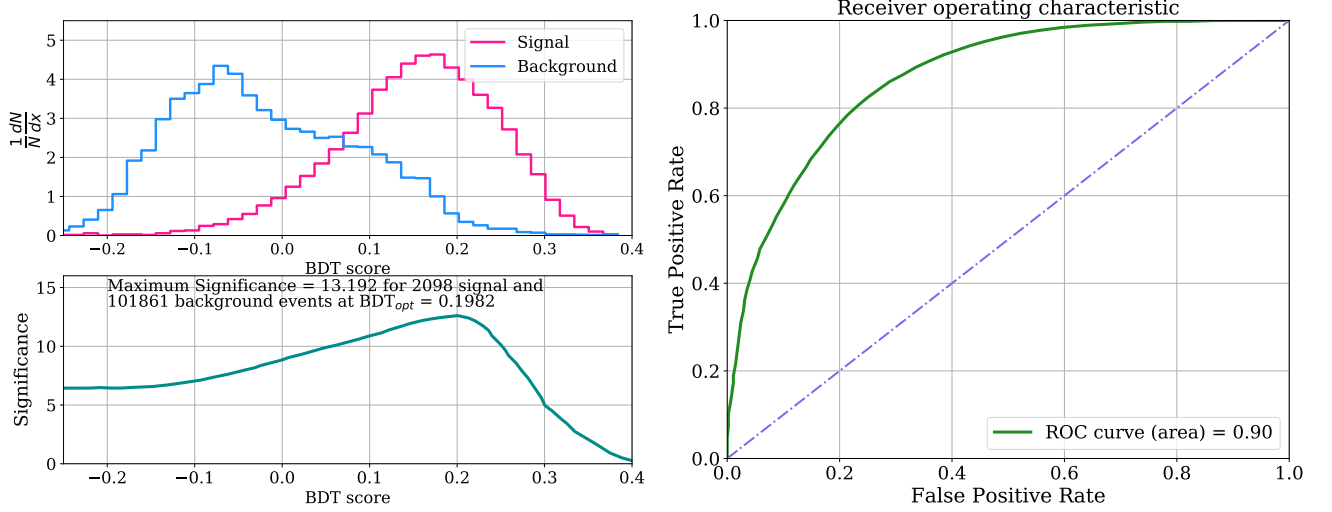 5
4
3
2
1
0
1 dN
N dx
Signal
Background
−0.2
−0.1
0.0
0.1
0.2
0.3
0.4
BDT score
Maximum Significance = 13.192 for 2098 signal and
101861 background events at BDTopt = 0.1982
15
10
5
0
Significance
−0.2
−0.1
0.0
0.1
0.2
0.3
0.4
BDT score
Receiver operating characteristic
1.0
0.8
0.6
0.4
0.2
0.0
True Positive Rate
ROC curve (area) = 0.90
0.0
0.2
0.4
0.6
0.8
1.0
False Positive Rate